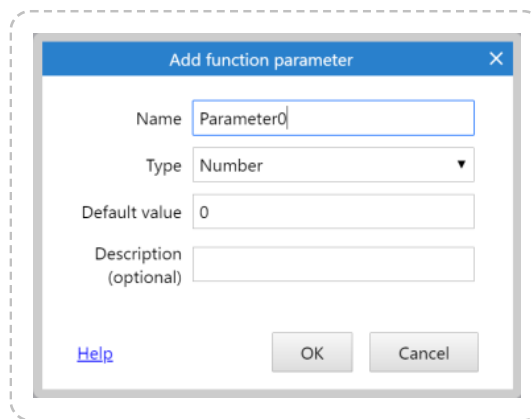 Add function parameter
Name Parameter0
Type Number
Default value 0
Description
(optional)
Help OK Cancel